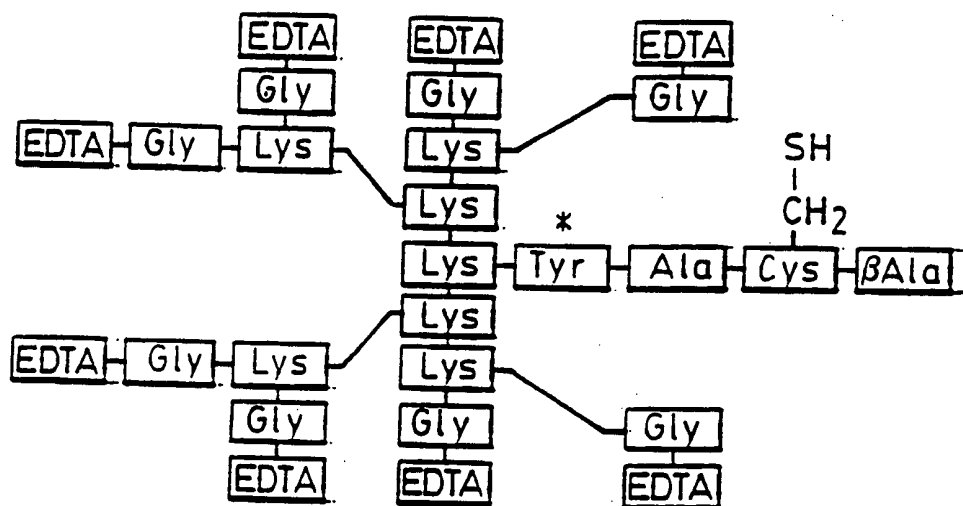 EDTA EDTA EDTA
Gly Gly Gly
EDTA Gly Lys Lys SH
Lys CH2
*
Lys Tyr Ala Cys βAla
Lys
EDTA Gly Lys Lys
Gly Gly Gly
EDTA EDTA EDTA